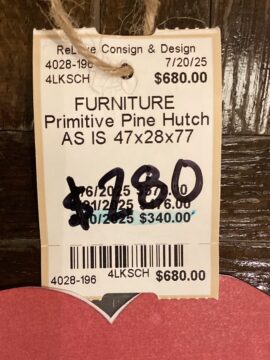 ReLove Consign & Design
4028-196 7/20/25
4LKSCH $680.00
FURNITURE
Primitive Pine Hutch
AS IS 47x28x77
$280
/2025 $340.00
4028-196 4LKSCH $680.00